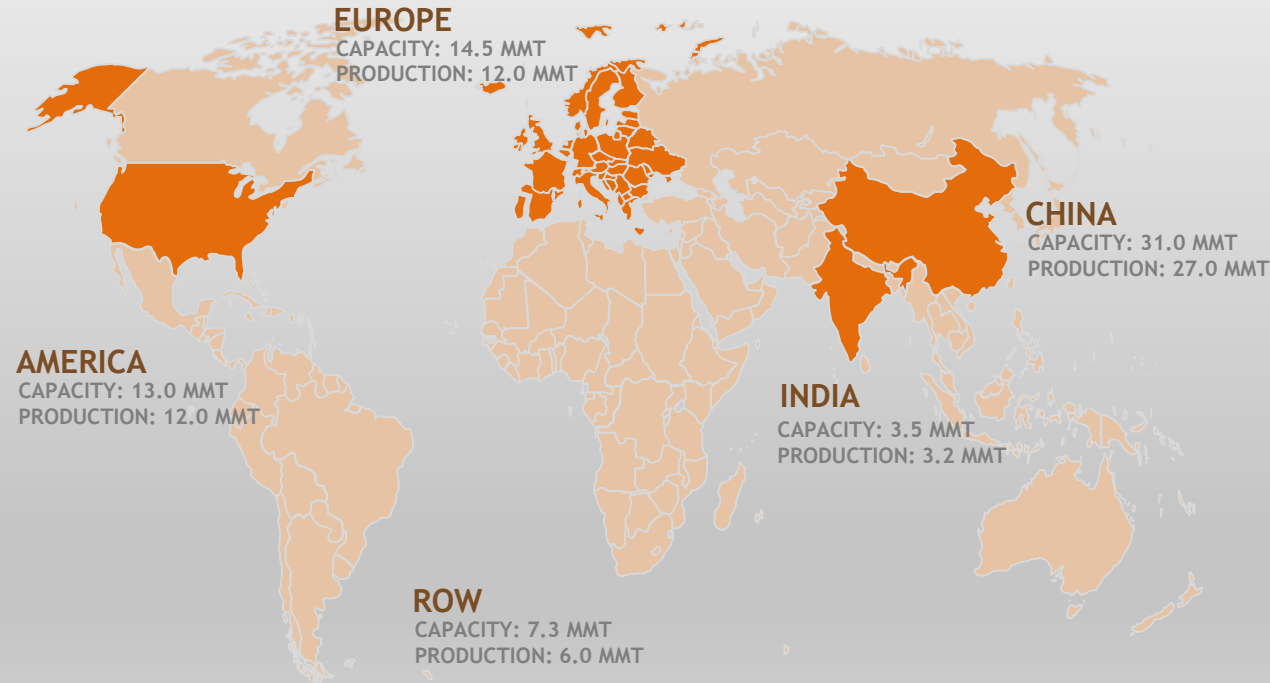 EUROPE
CAPACITY: 14.5 MMT
PRODUCTION: 12.0 MMT
CHINA
CAPACITY: 31.0 MMT
PRODUCTION: 27.0 MMT
AMERICA
CAPACITY: 13.0 MMT
PRODUCTION: 12.0 MMT
INDIA
CAPACITY: 3.5 MMT
PRODUCTION: 3.2 MMT
ROW
CAPACITY: 7.3 MMT
PRODUCTION: 6.0 MMT